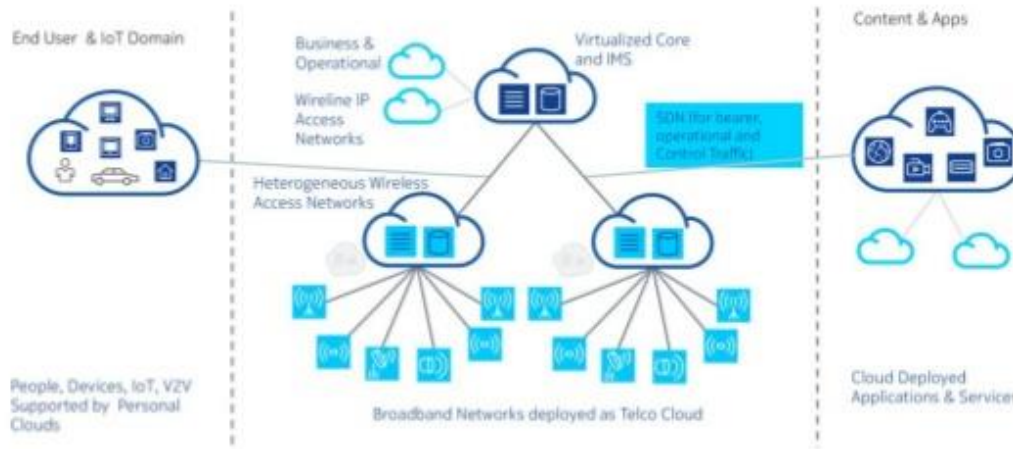 End User & IoT Domain
Business &
Operational
Wireline IP
Access
Networks
Virtualized Core
and IMS
Content & Apps
SDN (for bearer,
operational and
Control Traffic)
Heterogeneous Wireless
Access Networks
People, Devices, IoT, V2V
Supported by Personal
Clouds
Broadband Networks deployed as Telco Cloud
Cloud Deployed
Applications & Services